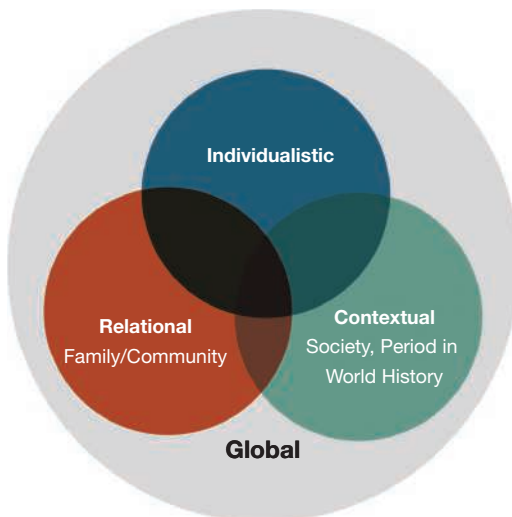 Individualistic
Relational
Family/Community
Contextual
Society, Period in
World History
Global